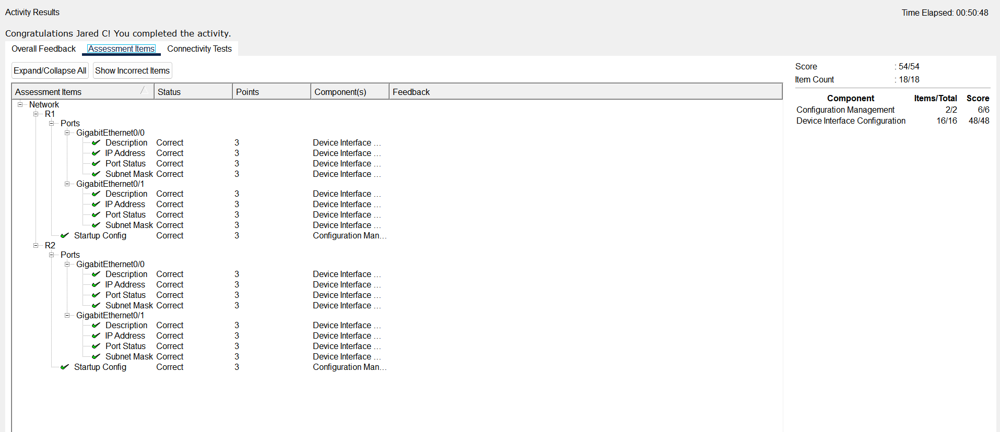 Activity Results
Time Elapsed: 00:50:48
Congratulations Jared C! You completed the activity.
Overall Feedback Assessment Items Connectivity Tests
Expand/Collapse All Show Incorrect Items
Assessment Items Status Points Component(s) Feedback
Network
R1
Ports
GigabitEthernet0/0
Description Correct 3 Device Interface ...
IP Address Correct 3 Device Interface ...
Port Status Correct 3 Device Interface ...
Subnet Mask Correct 3 Device Interface ...
GigabitEthernet0/1
Description Correct 3 Device Interface ...
IP Address Correct 3 Device Interface ...
Port Status Correct 3 Device Interface ...
Subnet Mask Correct 3 Device Interface ...
Startup Config Correct 3 Configuration Man...
R2
Ports
GigabitEthernet0/0
Description Correct 3 Device Interface ...
IP Address Correct 3 Device Interface ...
Port Status Correct 3 Device Interface ...
Subnet Mask Correct 3 Device Interface ...
GigabitEthernet0/1
Description Correct 3 Device Interface ...
IP Address Correct 3 Device Interface ...
Port Status Correct 3 Device Interface ...
Subnet Mask Correct 3 Device Interface ...
Startup Config Correct 3 Configuration Man...
Score : 54/54
Item Count : 18/18
Component Items/Total Score
Configuration Management 2/2 6/6
Device Interface Configuration 16/16 48/48